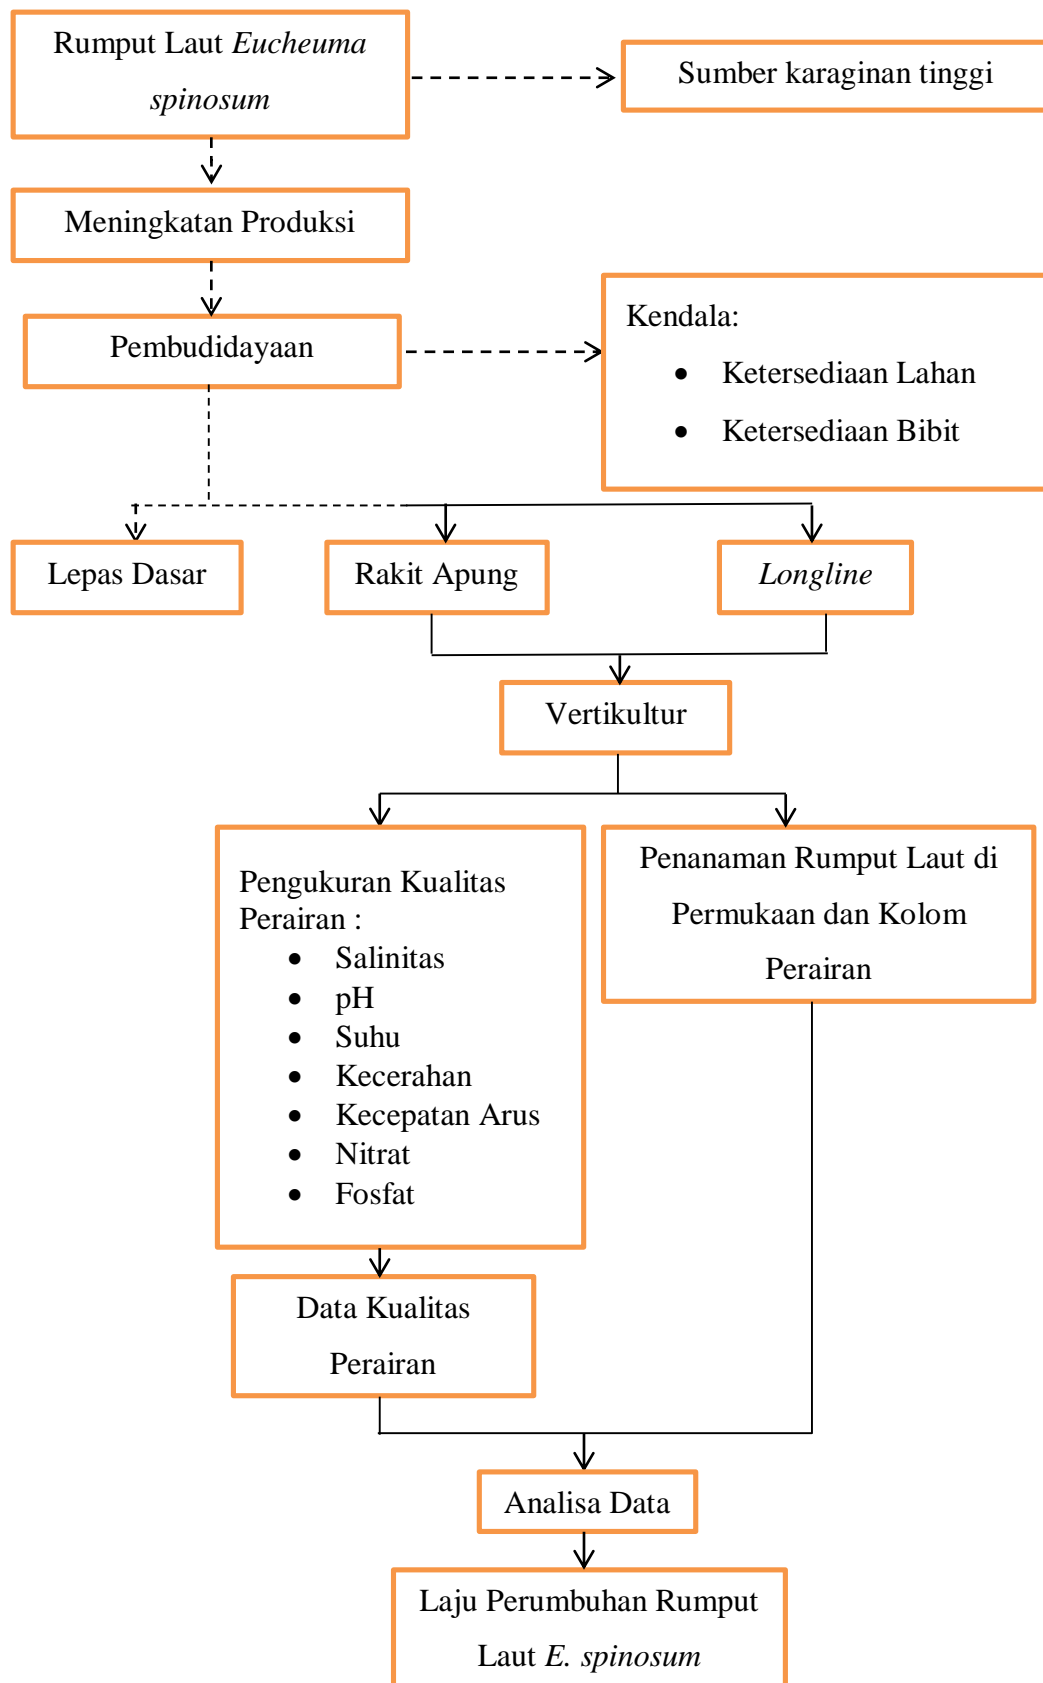 Rumput Laut Eucheuma
spinosum
Sumber karaginan tinggi
Meningkatan Produksi
Pembudidayaan
Kendala:
• Ketersediaan Lahan
• Ketersediaan Bibit
Lepas Dasar
Rakit Apung
Longline
Vertikultur
Pengukuran Kualitas
Perairan :
• Salinitas
• pH
• Suhu
• Kecerahan
• Kecepatan Arus
• Nitrat
• Fosfat
Penanaman Rumput Laut di
Permukaan dan Kolom
Perairan
Data Kualitas
Perairan
Analisa Data
Laju Perumbuhan Rumput
Laut E. spinosum